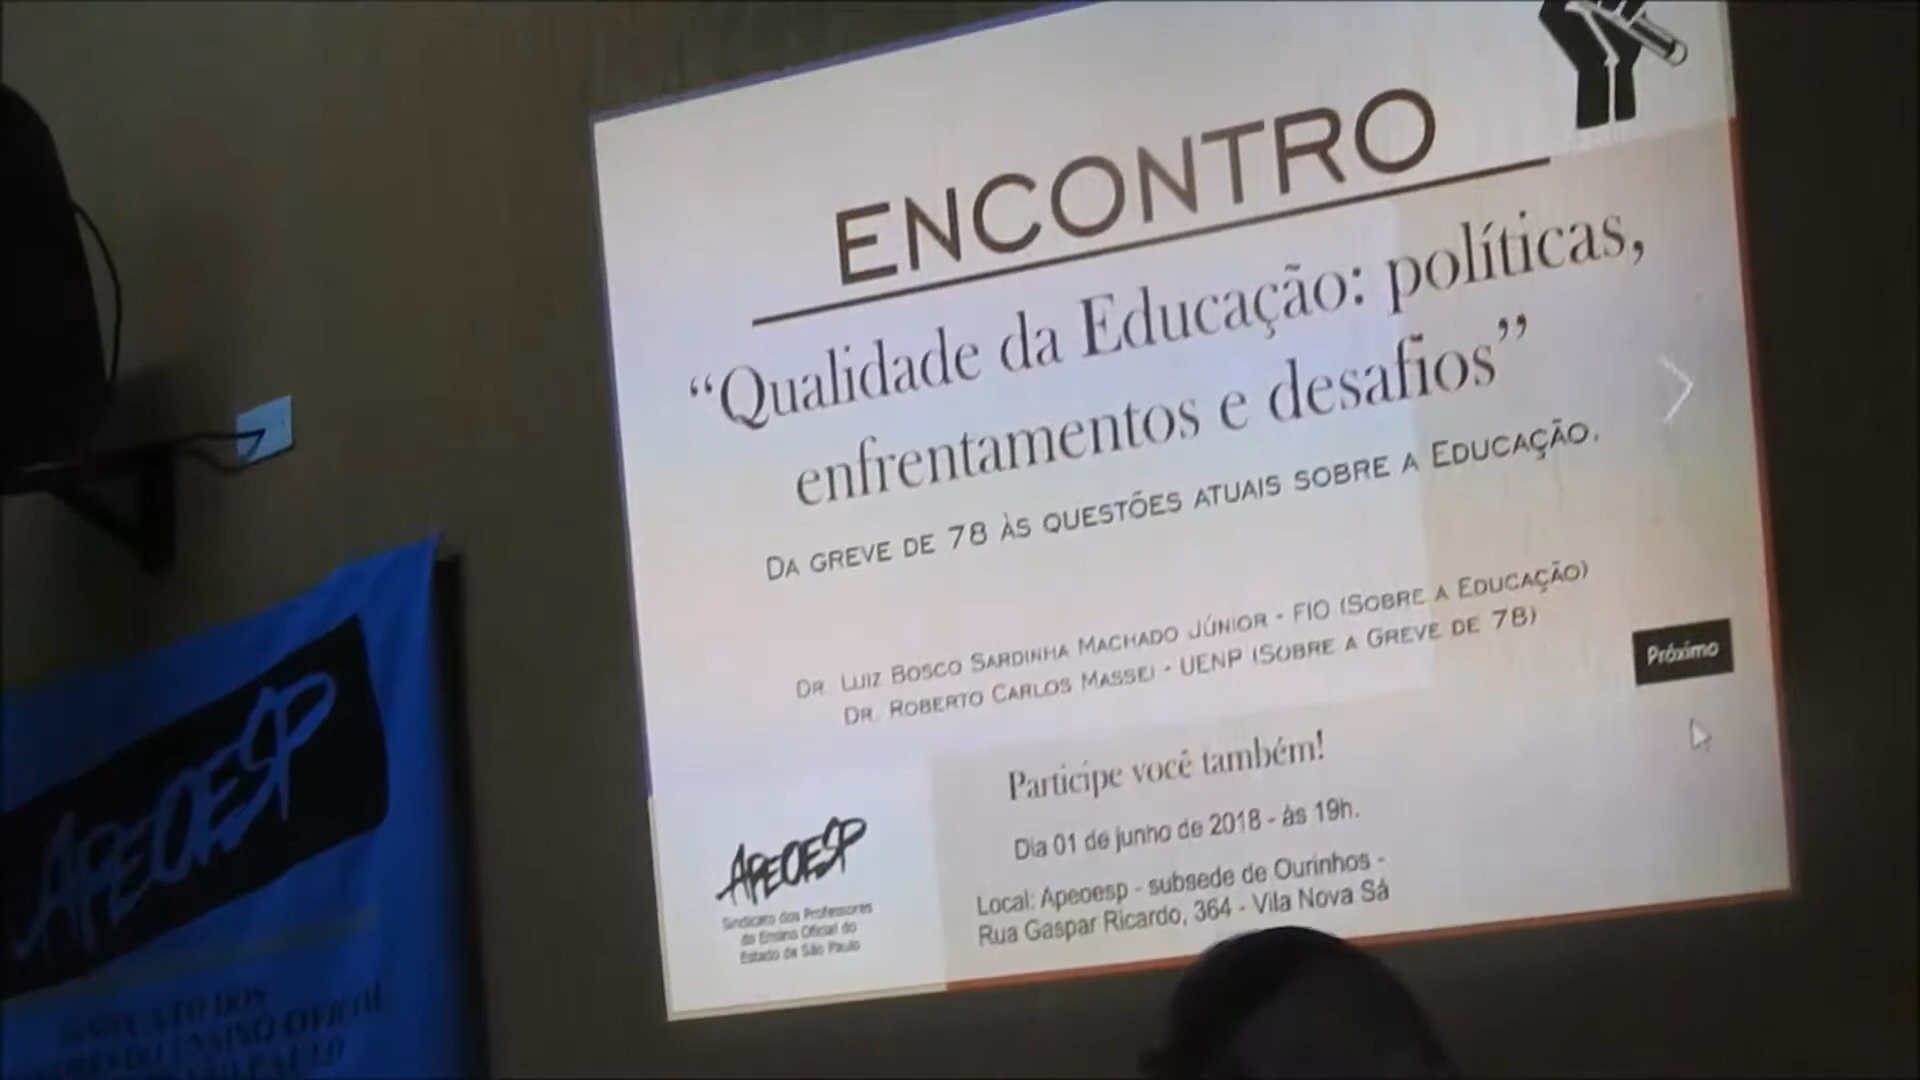 ENCONTRO
“Qualidade da Educação: políticas,
enfrentamentos e desafios”
DA GREVE DE 78 ÀS QUESTÕES ATUAIS SOBRE A EDUCAÇÃO.
DR. LUIZ BOSCO SARDINHA MACHADO JÚNIOR - FIO (SOBRE A EDUCAÇÃO)
DR. ROBERTO CARLOS MASSEI - UENP (SOBRE A GREVE DE 78)
Próximo
Participe você também!
Dia 01 de junho de 2018 - às 19h.
Local: Apeoesp - subsede de Ourinhos -
Rua Gaspar Ricardo, 364 - Vila Nova Sá
APEOESP
Sindicato dos Professores
do Ensino Oficial do
Estado de São Paulo
APEOESP